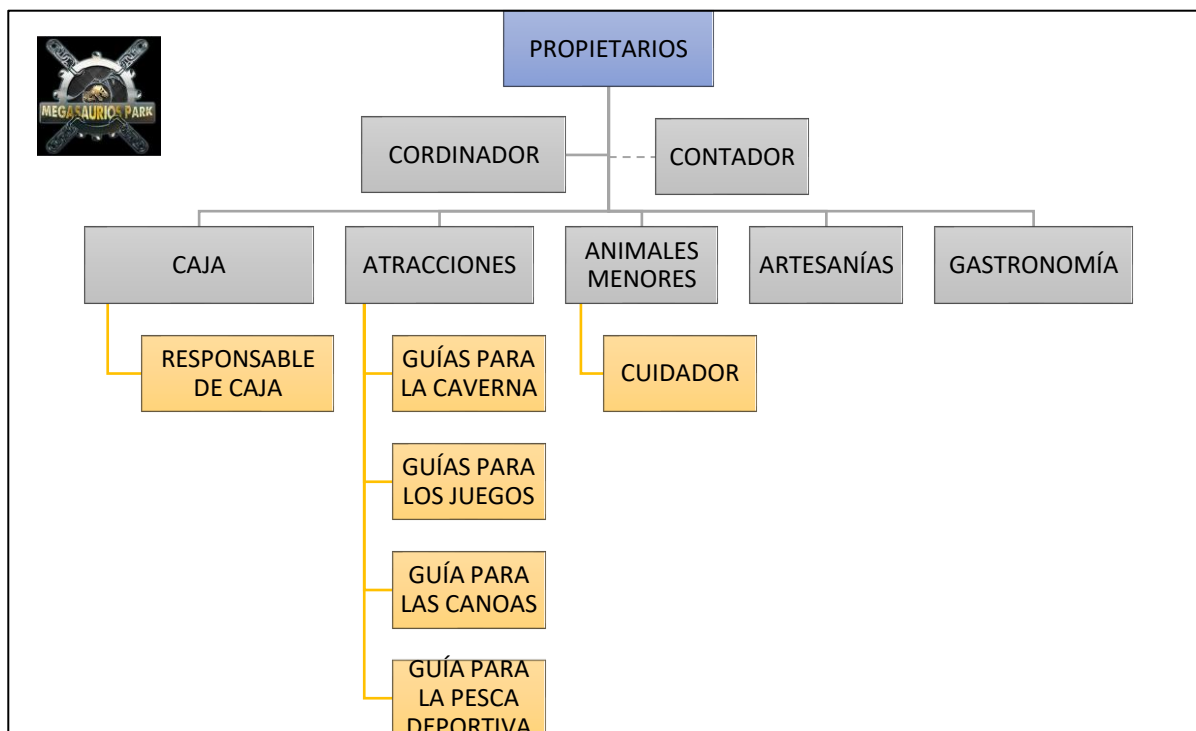 PROPIETARIOS
MEGASAURIOS PARK
CORDINADOR
CONTADOR
CAJA
ATRACCIONES
ANIMALES
MENORES
ARTESANÍAS
GASTRONOMÍA
RESPONSABLE
DE CAJA
GUÍAS PARA
LA CAVERNA
CUIDADOR
GUÍAS PARA
LOS JUEGOS
GUÍA PARA
LAS CANOAS
GUÍA PARA
LA PESCA
DEPORTIVA